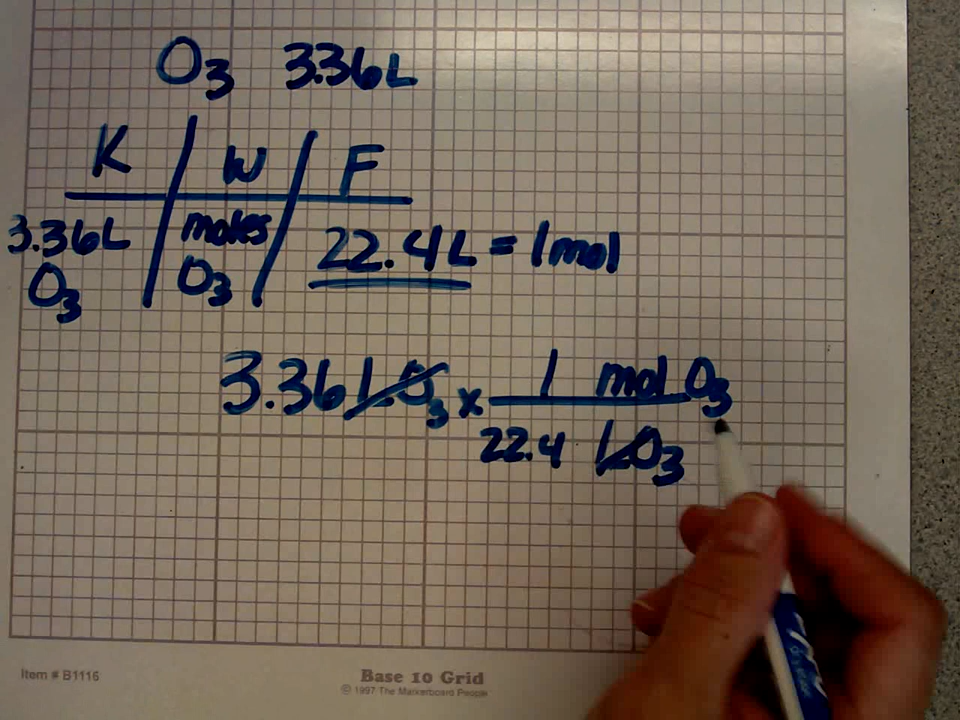 O3 3.36L
K W F
3.36L moles 22.4L = 1mol
O3 O3
3.36 L O3 x 1 mol O3
22.4 L O3
Item # B1116
Base 10 Grid
© 1997 The Markerboard People
EXPO